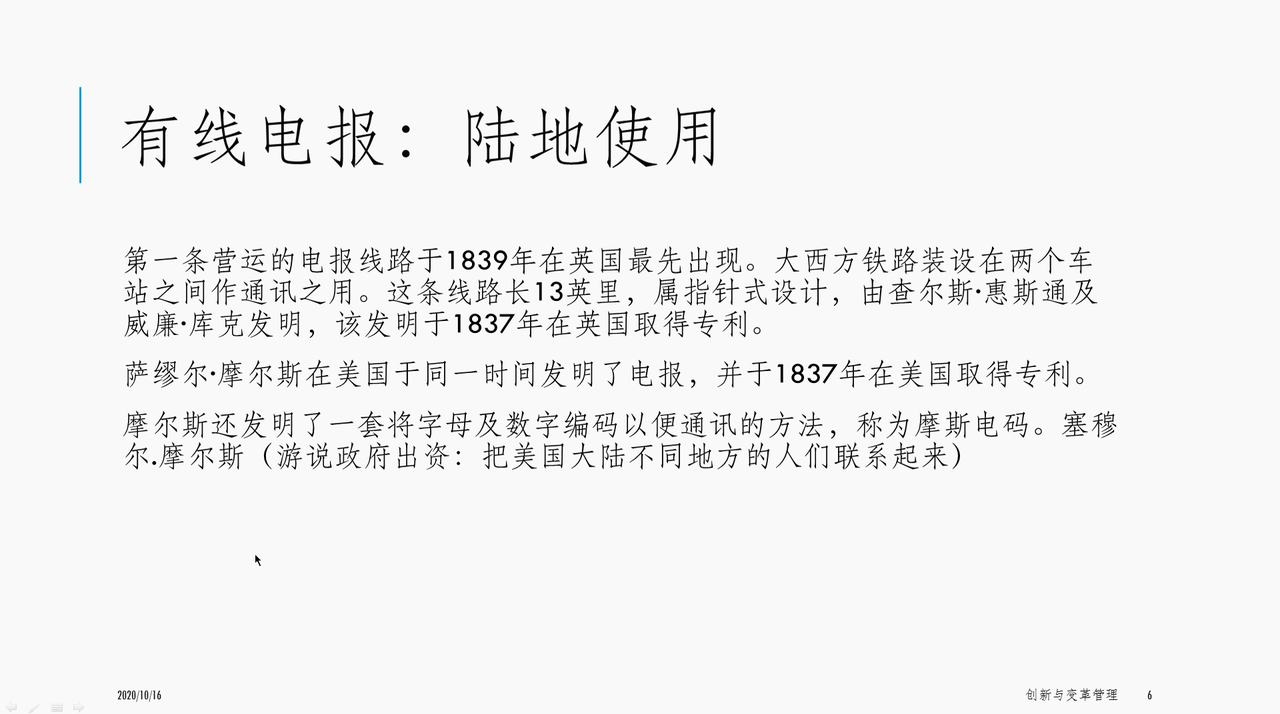 有线电报：陆地使用
第一条营运的电报线路于1839年在英国最先出现。大西方铁路装设在两个车
站之间作通讯之用。这条线路长13英里，属指针式设计，由查尔斯·惠斯通及
威廉·库克发明，该发明于1837年在英国取得专利。
萨缪尔·摩尔斯在美国于同一时间发明了电报，并于1837年在美国取得专利。
摩尔斯还发明了一套将字母及数字编码以便通讯的方法，称为摩斯电码。塞穆
尔.摩尔斯（游说政府出资：把美国大陆不同地方的人们联系起来）
2020/10/16 创新与变革管理 6